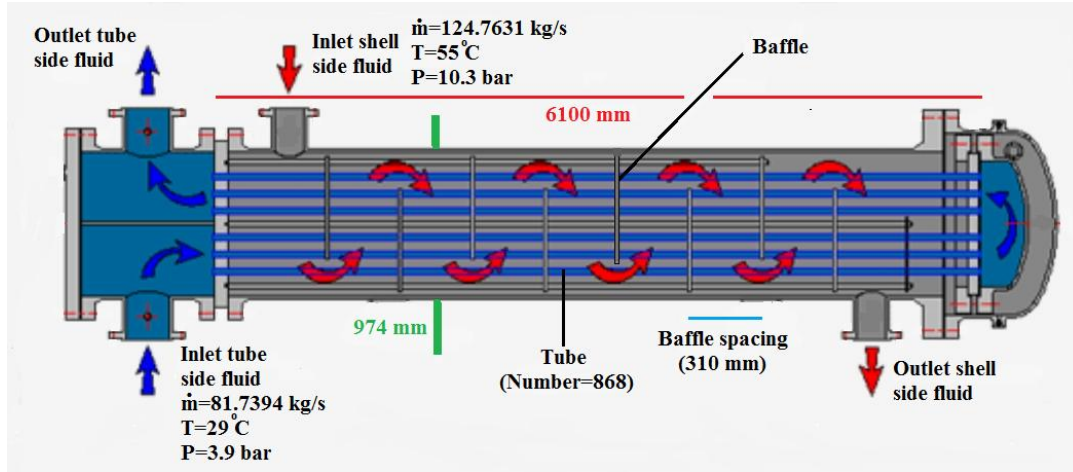 Outlet tube
side fluid
Inlet shell
side fluid
ṁ=124.7631 kg/s
T=55°C
P=10.3 bar
Baffle
6100 mm
974 mm
Inlet tube
side fluid
ṁ=81.7394 kg/s
T=29°C
P=3.9 bar
Tube
(Number=868)
Baffle spacing
(310 mm)
Outlet shell
side fluid